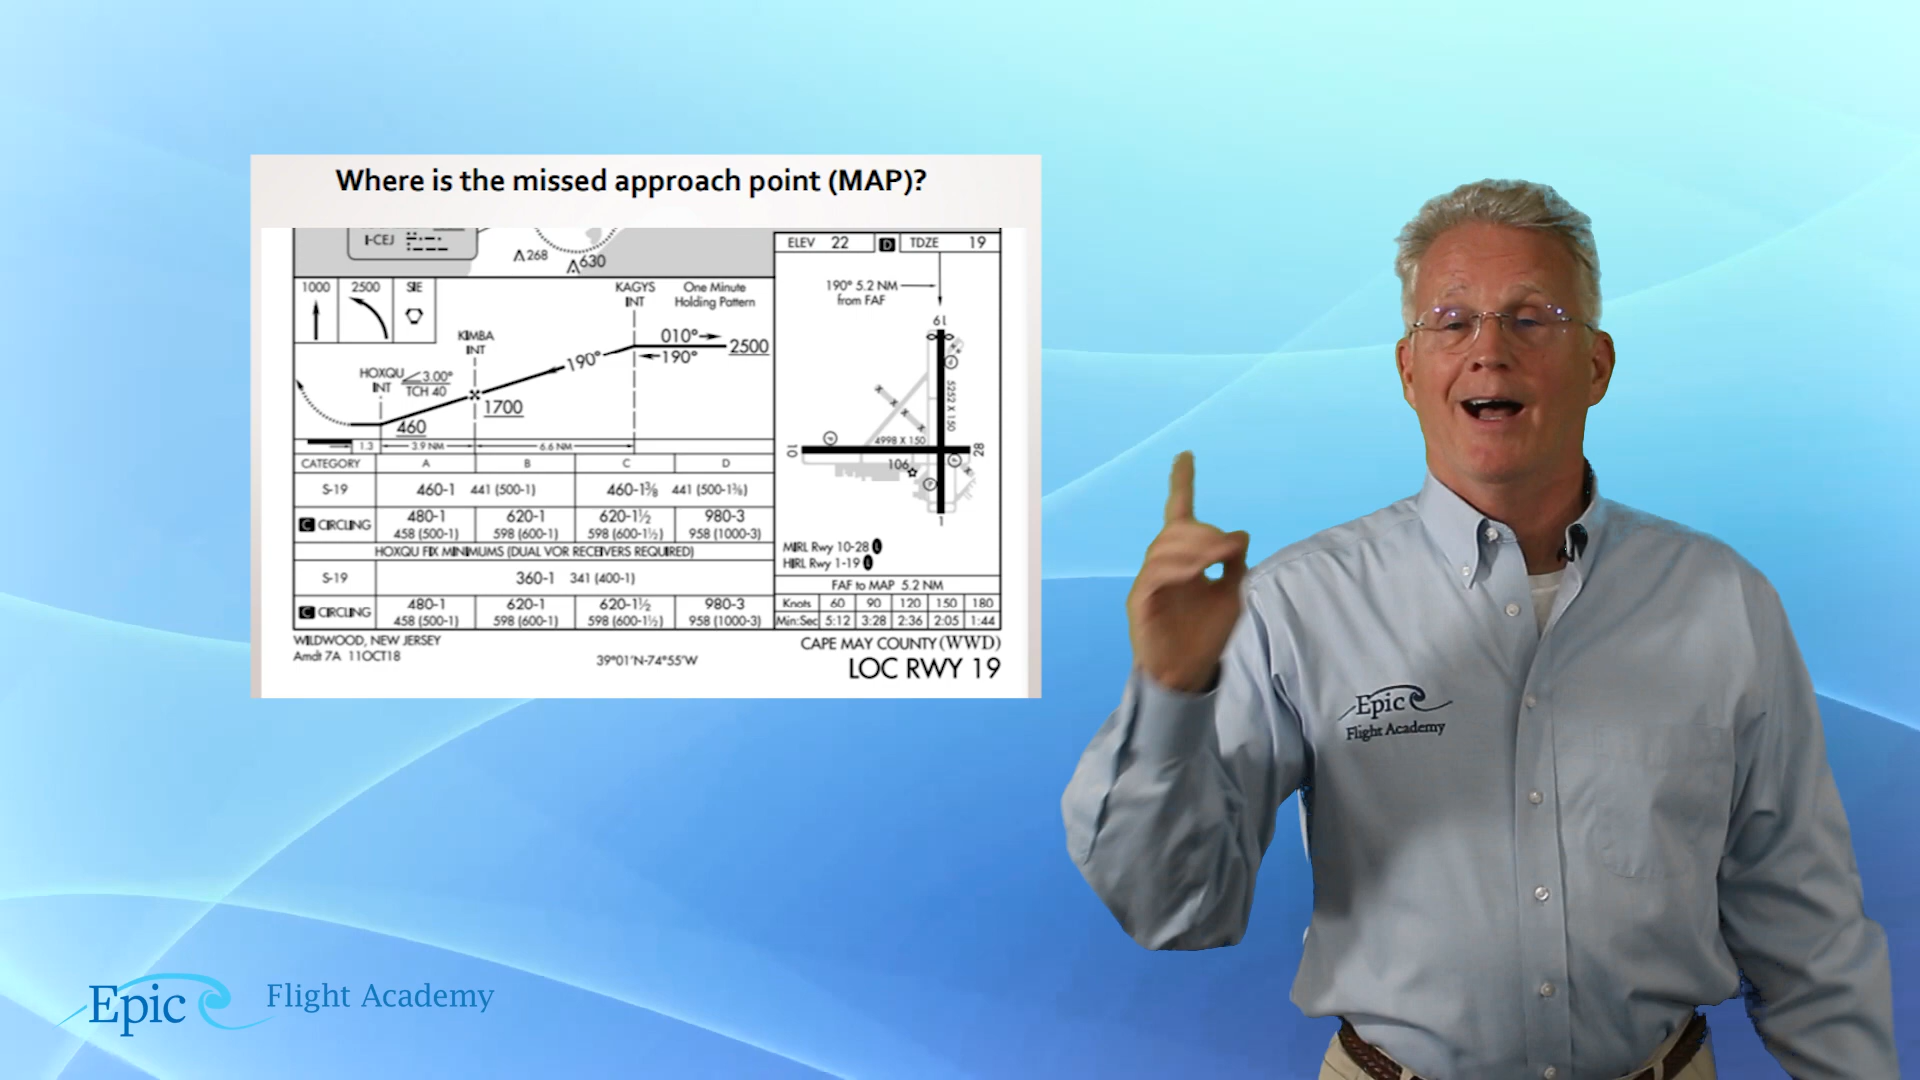 Where is the missed approach point (MAP)?
I-CEJ
268
630
ELEV 22 D TDZE 19
190° 5.2 NM
from FAF
1000 2500 SIE
KAGYS
INT
One Minute
Holding Pattern
KIMBA
INT
010°
190°
2500
190°
HOXQU
INT
3.00°
TCH 40
1700
460
1.3 3.9 NM 6.6 NM
19
5252 X 150
4998 X 150
10
28
106
1
CATEGORY A B C D
S-19 460-1 441 (500-1) 460-1⅜ 441 (500-1⅜)
C CIRCLING 480-1 620-1 620-1½ 980-3
458 (500-1) 598 (600-1) 598 (600-1½) 958 (1000-3)
HOXQU FIX MINIMUMS (DUAL VOR RECEIVERS REQUIRED)
S-19 360-1 341 (400-1)
C CIRCLING 480-1 620-1 620-1½ 980-3
458 (500-1) 598 (600-1) 598 (600-1½) 958 (1000-3)
MIRL Rwy 10-28 L
HIRL Rwy 1-19 L
FAF to MAP 5.2 NM
Knots 60 90 120 150 180
Min:Sec 5:12 3:28 2:36 2:05 1:44
WILDWOOD, NEW JERSEY
Amdt 7A 11OCT18
39°01'N-74°55'W
CAPE MAY COUNTY (WWD)
LOC RWY 19
Epic
Flight Academy
Epic Flight Academy